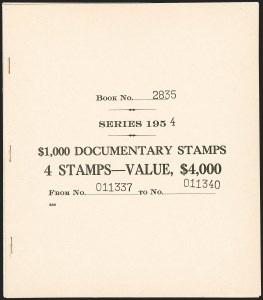 Book No. 2835
SERIES 195 4
$1,000 DOCUMENTARY STAMPS
4 STAMPS—VALUE, $4,000
From No. 011337 to No. 011340